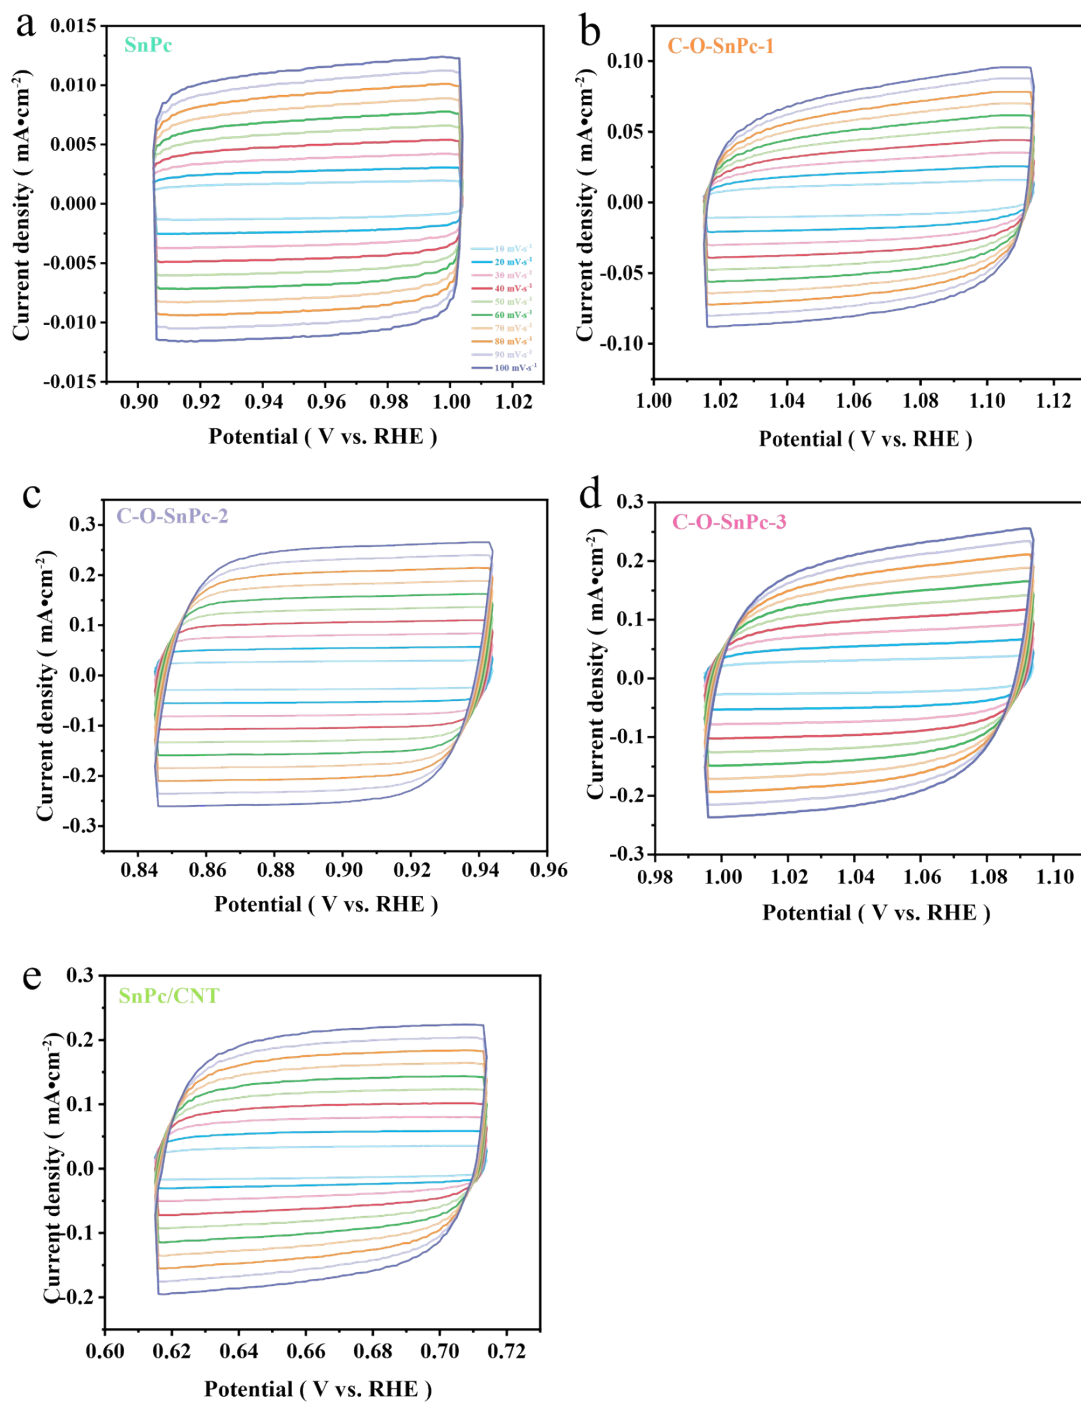 a
SnPc
0.015
0.010
0.005
0.000
-0.005
-0.010
-0.015
Current density ( mA•cm-2)
10 mV·s-1
20 mV·s-1
30 mV·s-1
40 mV·s-1
50 mV·s-1
60 mV·s-1
70 mV·s-1
80 mV·s-1
90 mV·s-1
100 mV·s-1
0.90 0.92 0.94 0.96 0.98 1.00 1.02
Potential ( V vs. RHE )
b
C-O-SnPc-1
0.10
0.05
0.00
-0.05
-0.10
Current density ( mA•cm-2)
1.00 1.02 1.04 1.06 1.08 1.10 1.12
Potential ( V vs. RHE )
c
C-O-SnPc-2
0.3
0.2
0.1
0.0
-0.1
-0.2
-0.3
Current density ( mA•cm-2)
0.84 0.86 0.88 0.90 0.92 0.94 0.96
Potential ( V vs. RHE )
d
C-O-SnPc-3
0.3
0.2
0.1
0.0
-0.1
-0.2
-0.3
Current density ( mA•cm-2)
0.98 1.00 1.02 1.04 1.06 1.08 1.10
Potential ( V vs. RHE )
e
SnPc/CNT
0.3
0.2
0.1
0.0
-0.1
-0.2
Current density ( mA•cm-2)
0.60 0.62 0.64 0.66 0.68 0.70 0.72
Potential ( V vs. RHE )